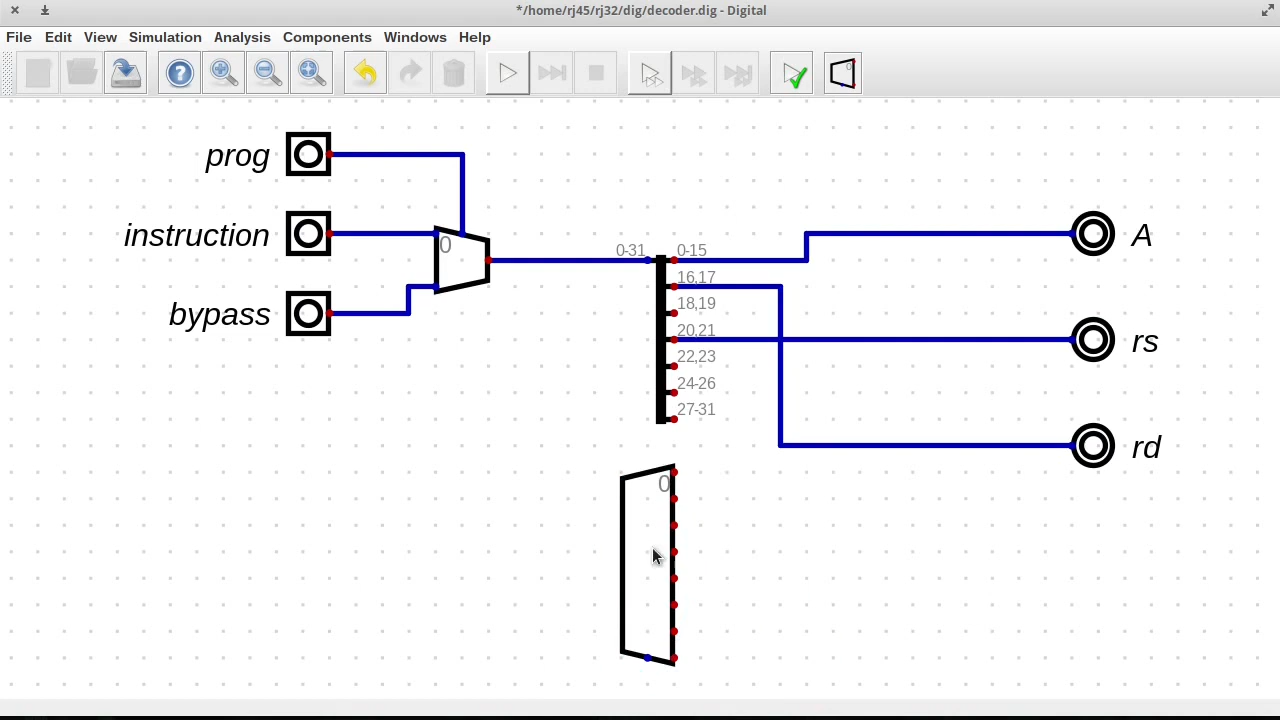 */home/rj45/rj32/dig/decoder.dig - Digital
File Edit View Simulation Analysis Components Windows Help
0
prog
instruction
bypass
0
0-31
0-15
16,17
18,19
20,21
22,23
24-26
27-31
A
rs
rd
0